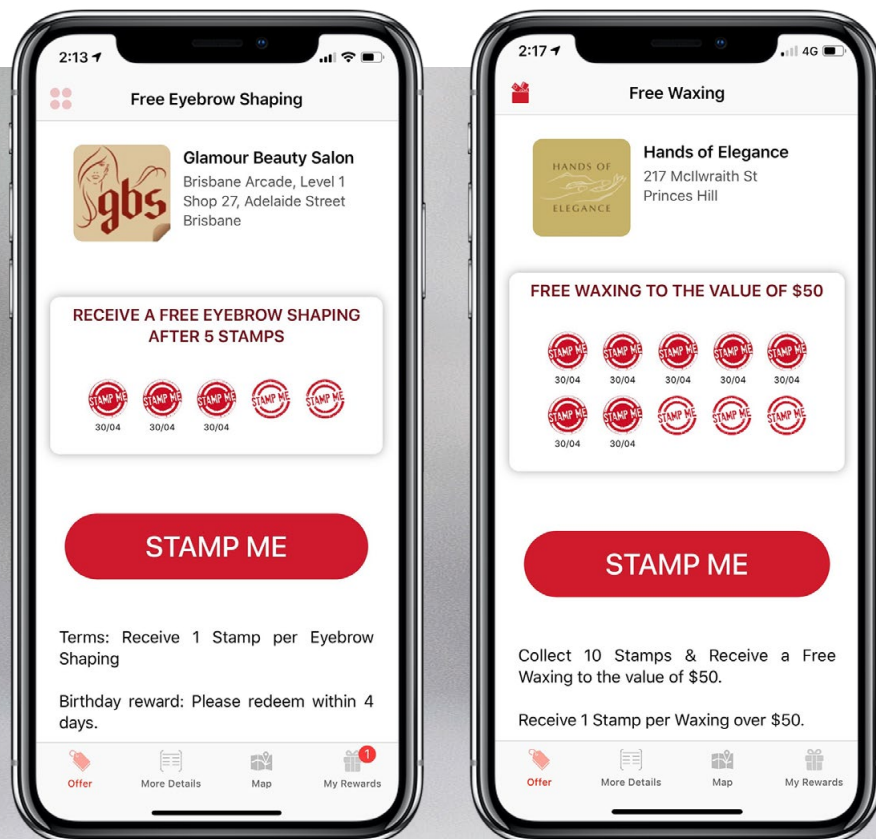 2:13
Free Eyebrow Shaping
gbs
Glamour Beauty Salon
Brisbane Arcade, Level 1
Shop 27, Adelaide Street
Brisbane
RECEIVE A FREE EYEBROW SHAPING
AFTER 5 STAMPS
STAMP ME STAMP ME STAMP ME STAMP ME STAMP ME
30/04 30/04 30/04
STAMP ME
Terms: Receive 1 Stamp per Eyebrow
Shaping
Birthday reward: Please redeem within 4
days.
1
Offer More Details Map My Rewards
2:17 4G
Free Waxing
HANDS OF
ELEGANCE
Hands of Elegance
217 McIlwraith St
Princes Hill
FREE WAXING TO THE VALUE OF $50
STAMP ME STAMP ME STAMP ME STAMP ME STAMP ME
30/04 30/04 30/04 30/04 30/04
STAMP ME STAMP ME STAMP ME STAMP ME STAMP ME
30/04 30/04
STAMP ME
Collect 10 Stamps & Receive a Free
Waxing to the value of $50.
Receive 1 Stamp per Waxing over $50.
Offer More Details Map My Rewards